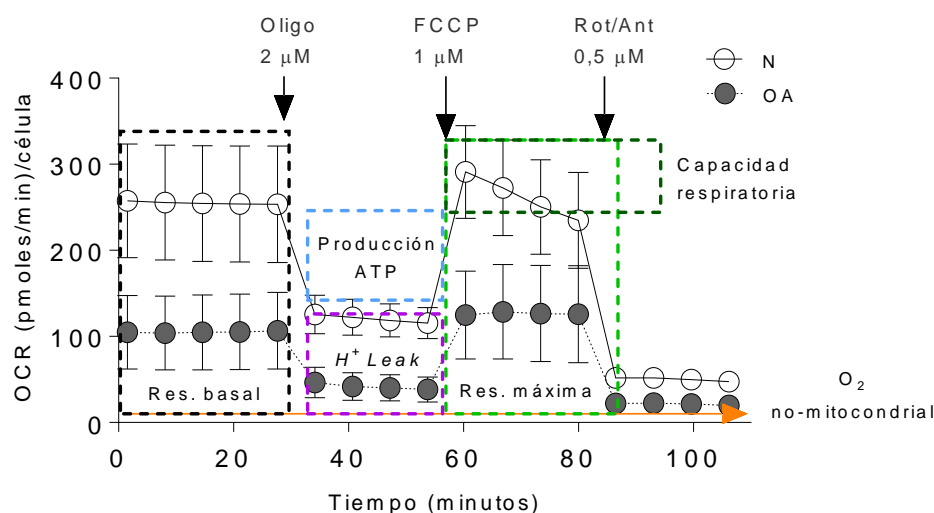 Oligo
2 μM
FCCP
1 μM
Rot/Ant
0,5 μM
N
OA
400
300
200
100
0
OCR (pmoles/min)/célula
Capacidad
respiratoria
Producción
ATP
H+ Leak
Res. basal
Res. máxima
O2
no-mitocondrial
0
20
40
60
80
100
Tiempo (minutos)